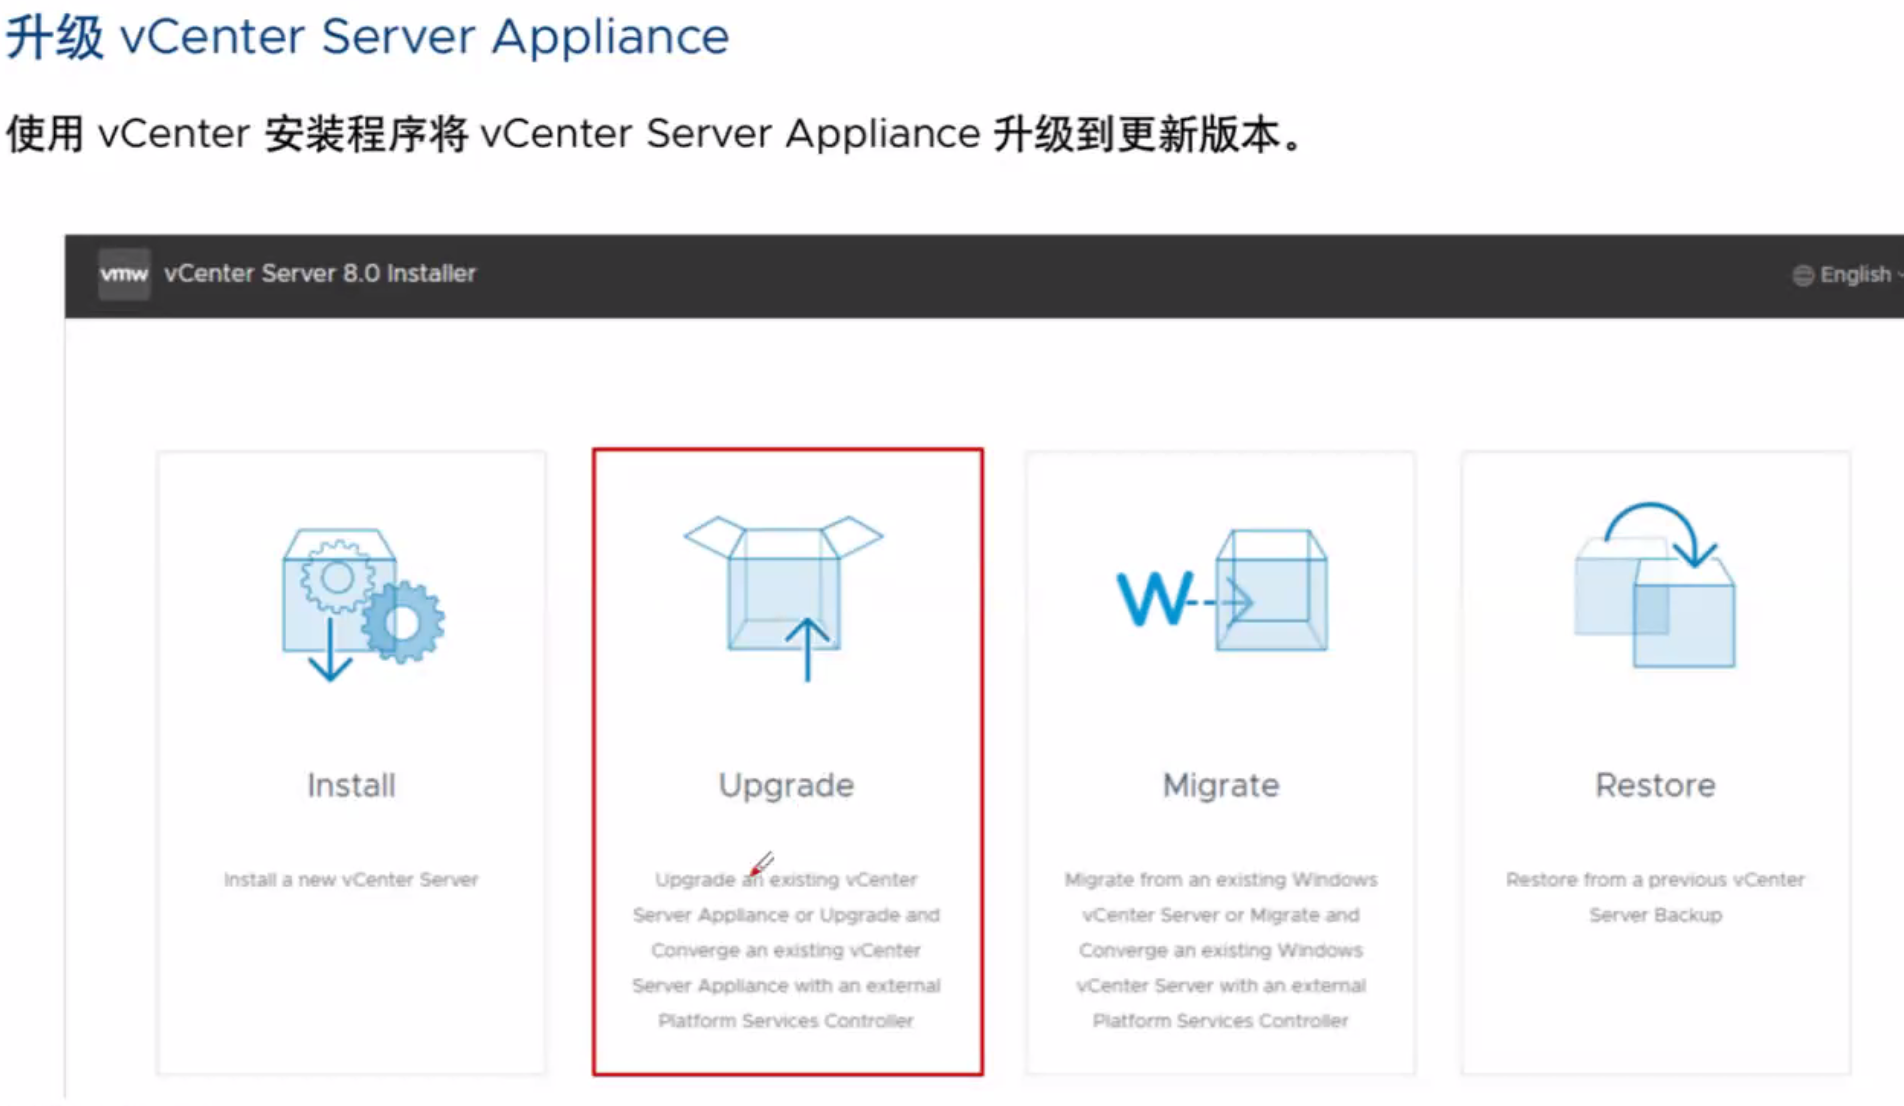 升级 vCenter Server Appliance
使用 vCenter 安装程序将 vCenter Server Appliance 升级到更新版本。
vmw vCenter Server 8.0 Installer
English
Install
Install a new vCenter Server
Upgrade
Upgrade an existing vCenter
Server Appliance or Upgrade and
Converge an existing vCenter
Server Appliance with an external
Platform Services Controller
Migrate
Migrate from an existing Windows
vCenter Server or Migrate and
Converge an existing Windows
vCenter Server with an external
Platform Services Controller
Restore
Restore from a previous vCenter
Server Backup